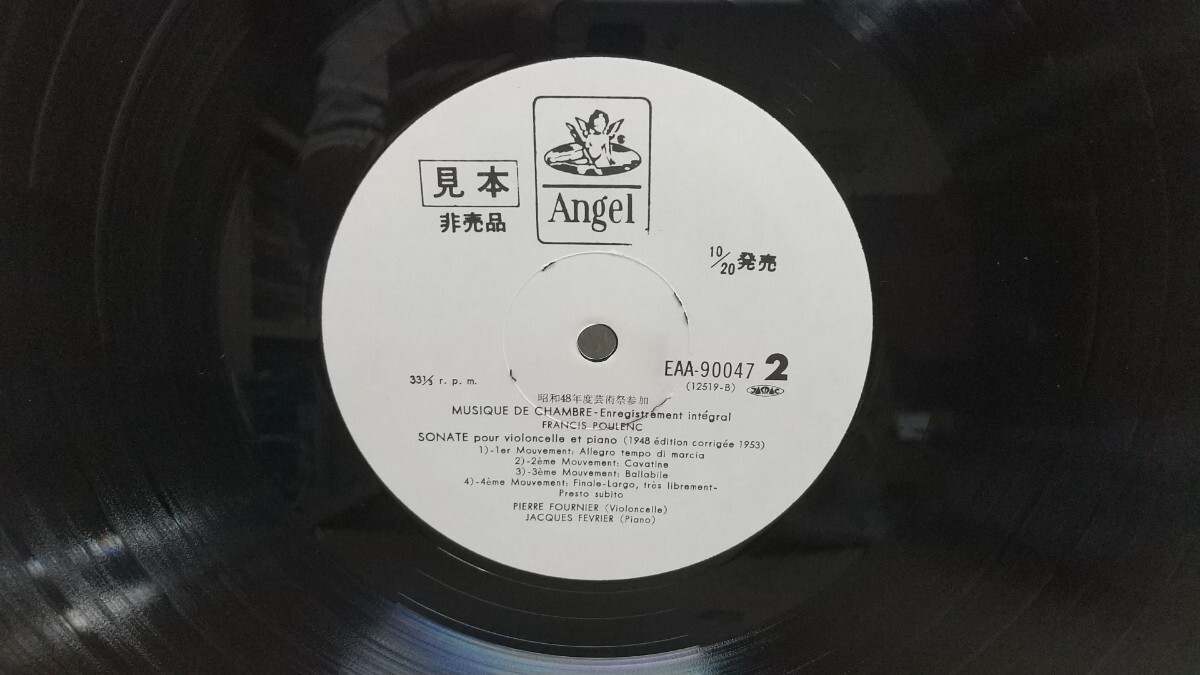 見本
非売品
Angel
10/20発売
EAA-90047 2
33⅓ r. p. m.
(12519-B)
昭和48年度芸術祭参加
MUSIQUE DE CHAMBRE-Enregistrement intégral
FRANCIS POULENC
SONATE pour violoncelle et piano (1948 édition corrigée 1953)
1)-1er Mouvement: Allegro tempo di marcia
2)-2ème Mouvement: Cavatine
3)-3ème Mouvement: Ballabile
4)-4ème Mouvement: Finale-Largo, très librement-
Presto subito
PIERRE FOURNIER (Violoncelle)
JACQUES FEVRIER (Piano)